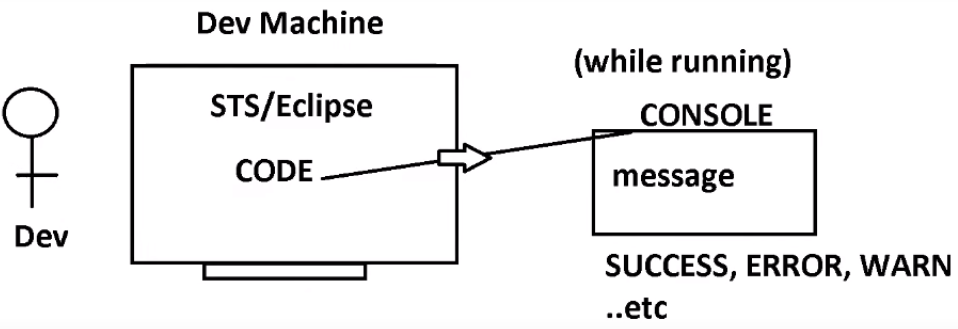 Dev Machine
(while running)
STS/Eclipse
CONSOLE
CODE
message
Dev
SUCCESS, ERROR, WARN
..etc